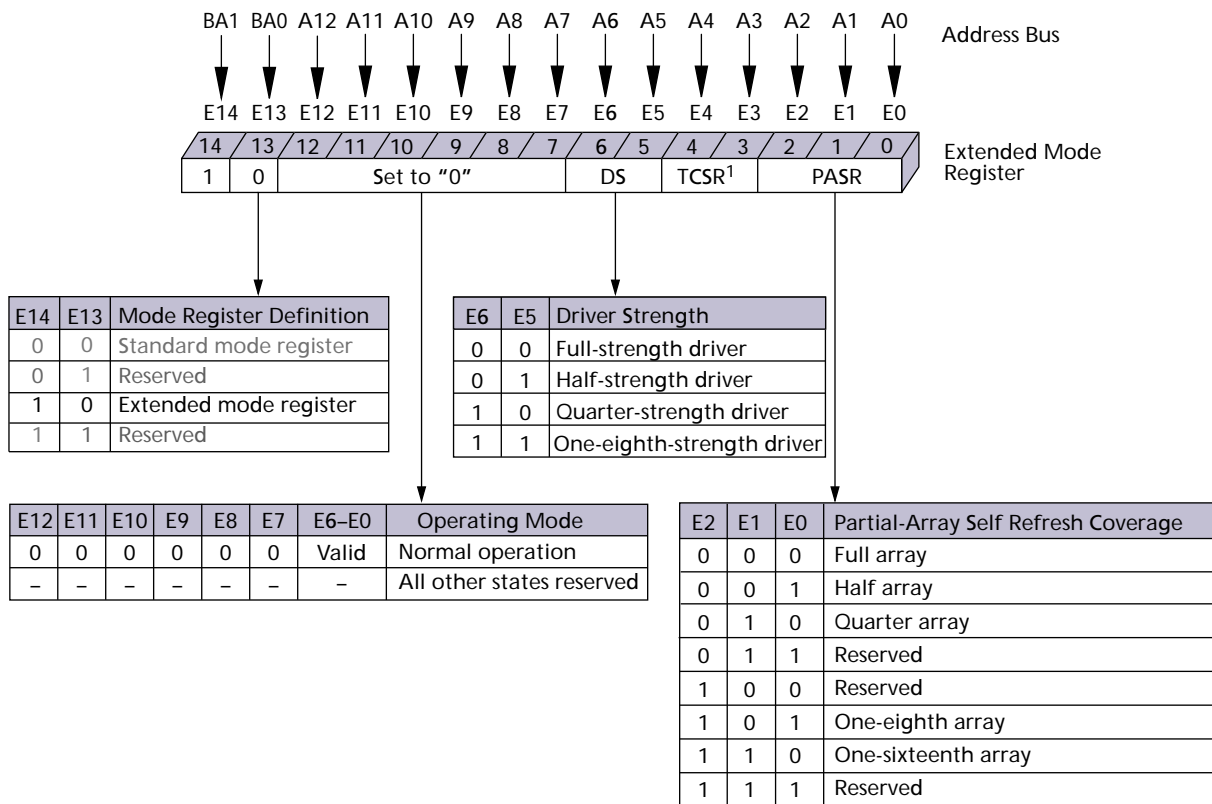 BA1 BA0 A12 A11 A10 A9 A8 A7 A6 A5 A4 A3 A2 A1 A0 Address Bus
E14 E13 E12 E11 E10 E9 E8 E7 E6 E5 E4 E3 E2 E1 E0
14 13 12 11 10 9 8 7 6 5 4 3 2 1 0 Extended Mode
Register
1 0 Set to “0” DS TCSR1 PASR
E14 E13 Mode Register Definition
0 0 Standard mode register
0 1 Reserved
1 0 Extended mode register
1 1 Reserved
E6 E5 Driver Strength
0 0 Full-strength driver
0 1 Half-strength driver
1 0 Quarter-strength driver
1 1 One-eighth-strength driver
E12 E11 E10 E9 E8 E7 E6–E0 Operating Mode
0 0 0 0 0 0 Valid Normal operation
– – – – – – – All other states reserved
E2 E1 E0 Partial-Array Self Refresh Coverage
0 0 0 Full array
0 0 1 Half array
0 1 0 Quarter array
0 1 1 Reserved
1 0 0 Reserved
1 0 1 One-eighth array
1 1 0 One-sixteenth array
1 1 1 Reserved